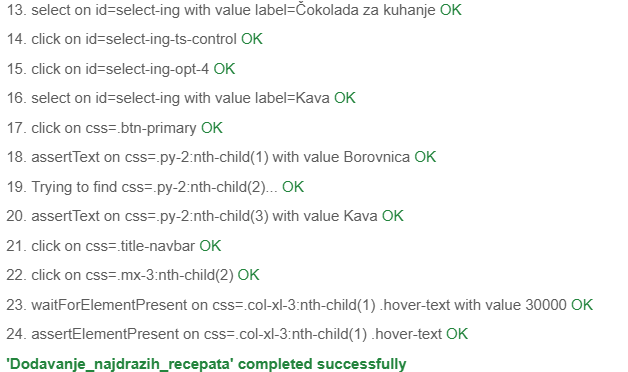 13. select on id=select-ing with value label=Čokolada za kuhanje OK
14. click on id=select-ing-ts-control OK
15. click on id=select-ing-opt-4 OK
16. select on id=select-ing with value label=Kava OK
17. click on css=.btn-primary OK
18. assertText on css=.py-2:nth-child(1) with value Borovnica OK
19. Trying to find css=.py-2:nth-child(2)... OK
20. assertText on css=.py-2:nth-child(3) with value Kava OK
21. click on css=.title-navbar OK
22. click on css=.mx-3:nth-child(2) OK
23. waitForElementPresent on css=.col-xl-3:nth-child(1) .hover-text with value 30000 OK
24. assertElementPresent on css=.col-xl-3:nth-child(1) .hover-text OK
'Dodavanje_najdrazih_recepata' completed successfully